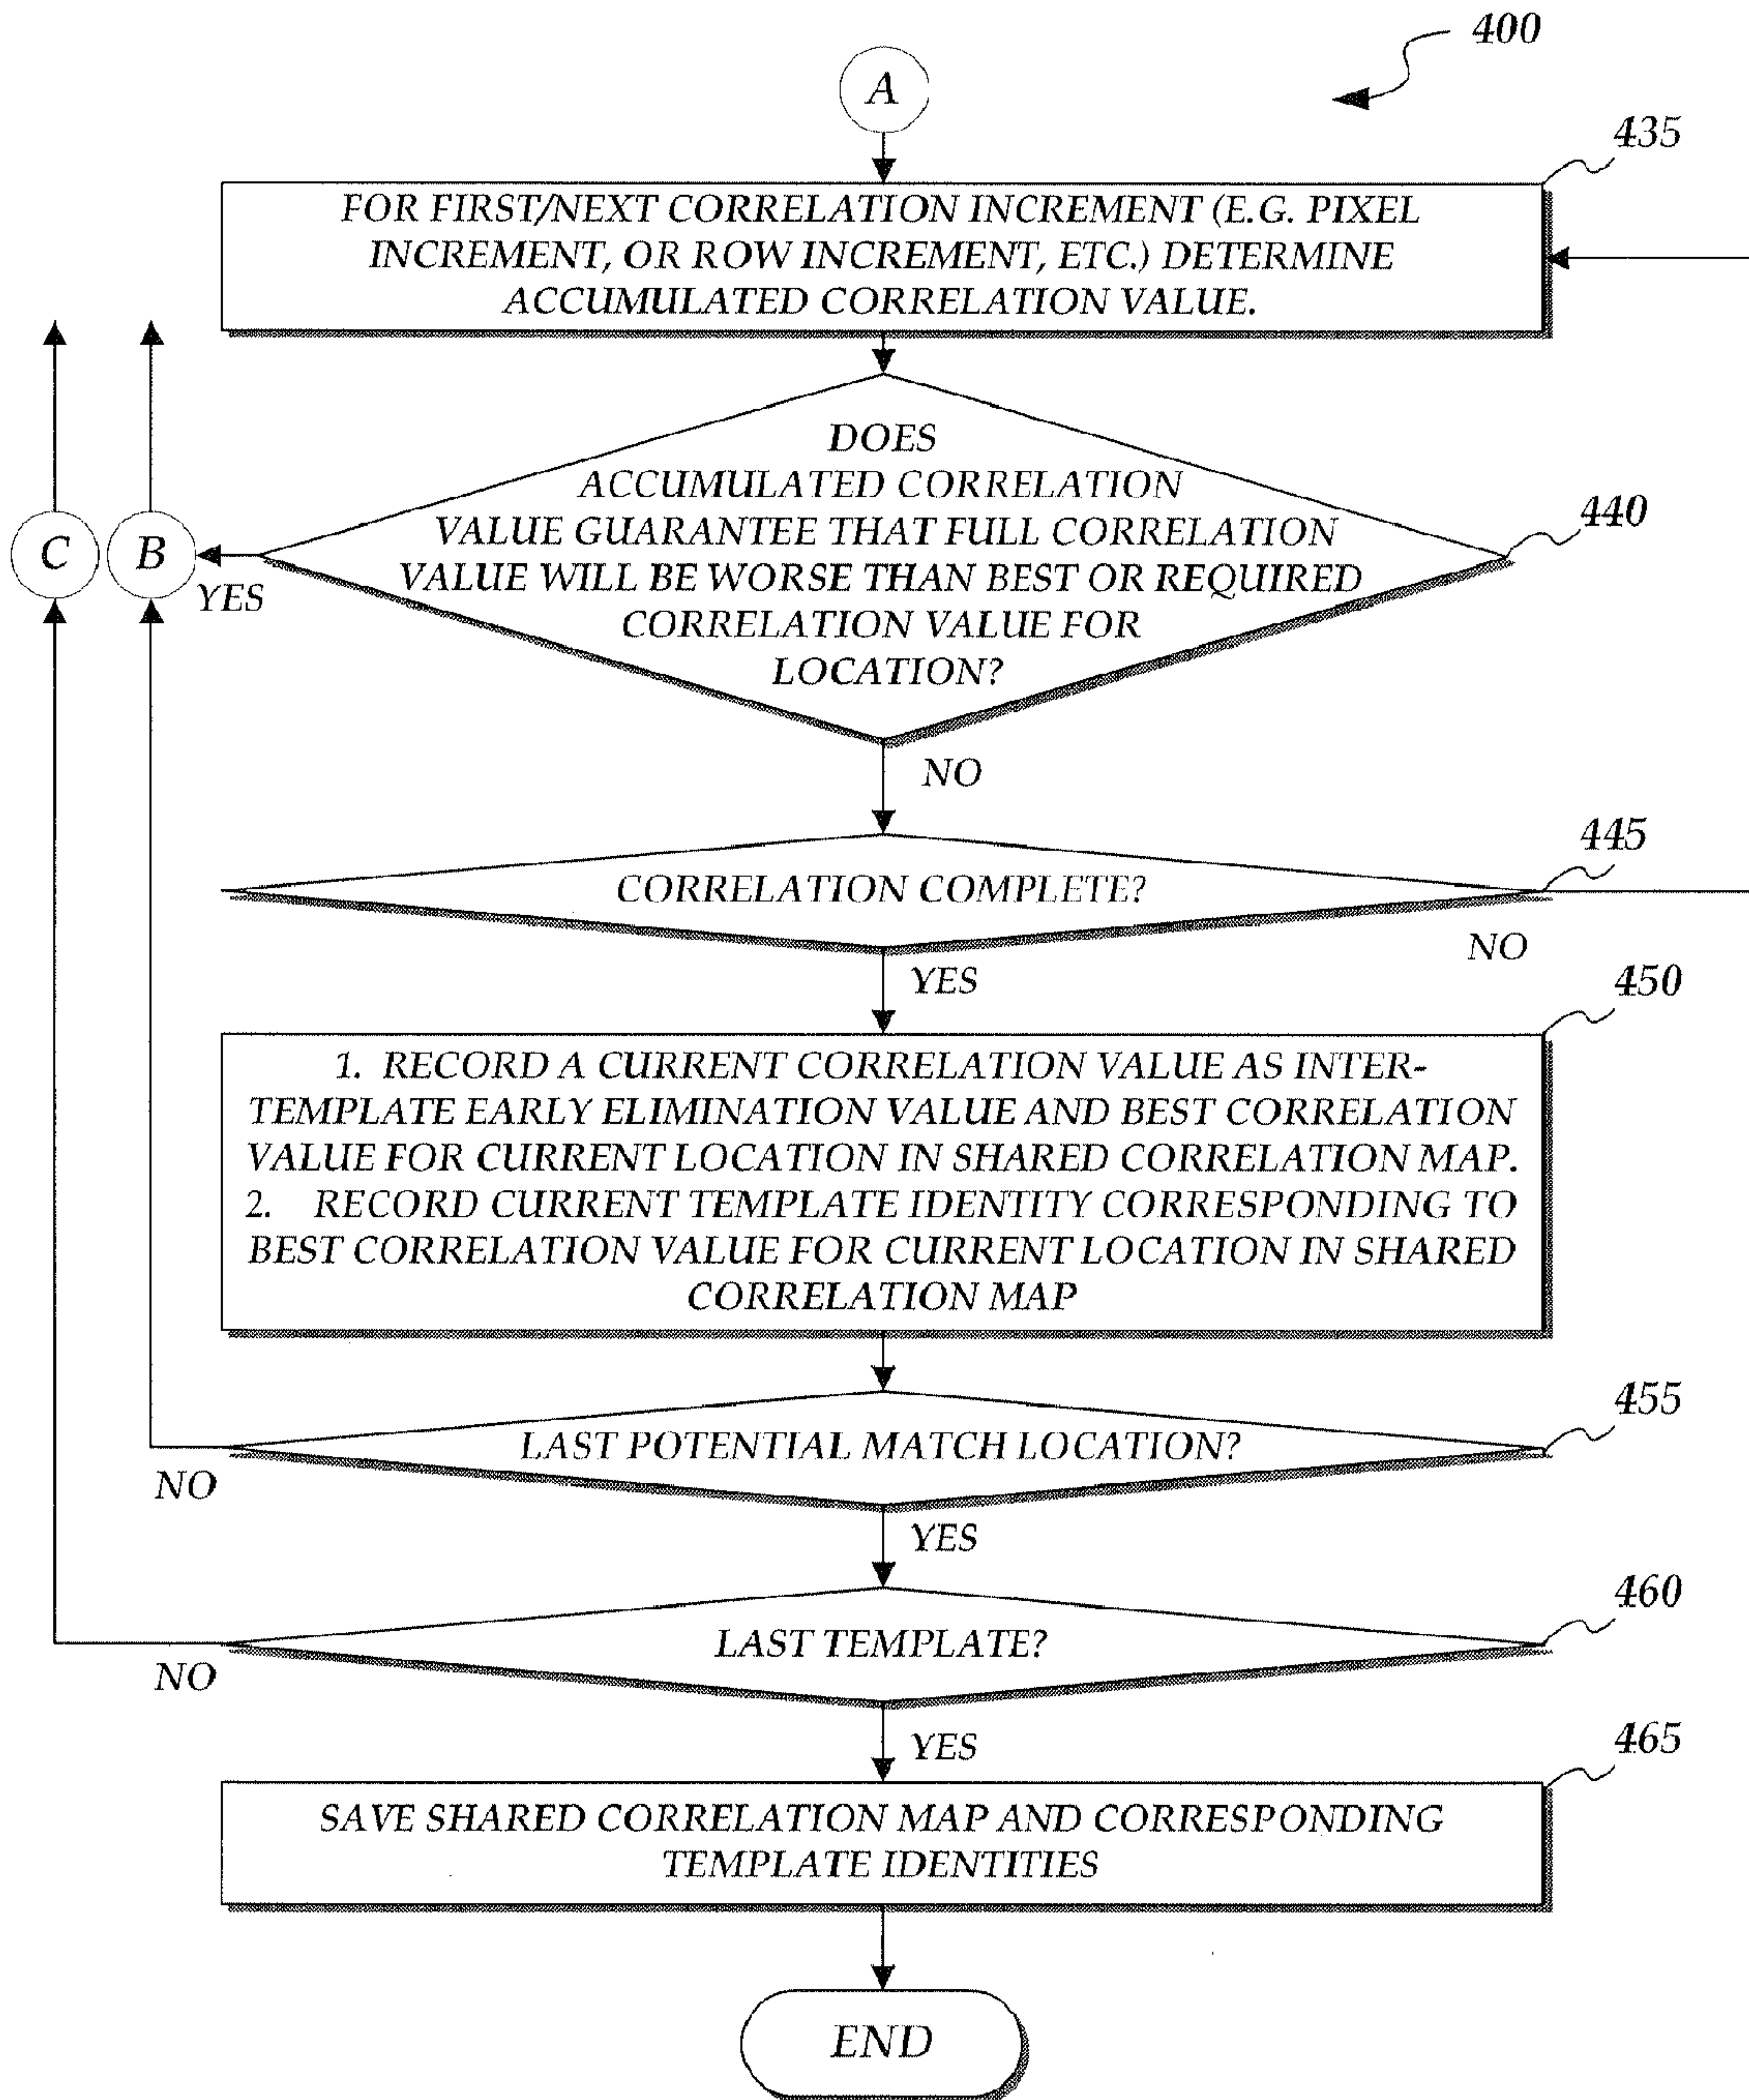 400
A
435
FOR FIRST/NEXT CORRELATION INCREMENT (E.G. PIXEL
INCREMENT, OR ROW INCREMENT, ETC.) DETERMINE
ACCUMULATED CORRELATION VALUE.
DOES
ACCUMULATED CORRELATION
VALUE GUARANTEE THAT FULL CORRELATION
VALUE WILL BE WORSE THAN BEST OR REQUIRED
CORRELATION VALUE FOR
LOCATION?
440
C
B
YES
NO
445
CORRELATION COMPLETE?
NO
YES
450
1. RECORD A CURRENT CORRELATION VALUE AS INTER-
TEMPLATE EARLY ELIMINATION VALUE AND BEST CORRELATION
VALUE FOR CURRENT LOCATION IN SHARED CORRELATION MAP.
2. RECORD CURRENT TEMPLATE IDENTITY CORRESPONDING TO
BEST CORRELATION VALUE FOR CURRENT LOCATION IN SHARED
CORRELATION MAP
455
LAST POTENTIAL MATCH LOCATION?
NO
YES
460
LAST TEMPLATE?
NO
YES
465
SAVE SHARED CORRELATION MAP AND CORRESPONDING
TEMPLATE IDENTITIES
END